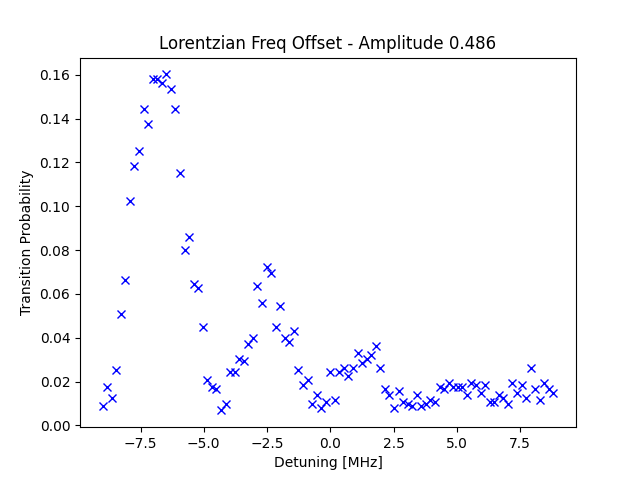 Lorentzian Freq Offset - Amplitude 0.486
0.16
0.14
0.12
0.10
0.08
0.06
0.04
0.02
0.00
Transition Probability
−7.5 −5.0 −2.5 0.0 2.5 5.0 7.5
Detuning [MHz]